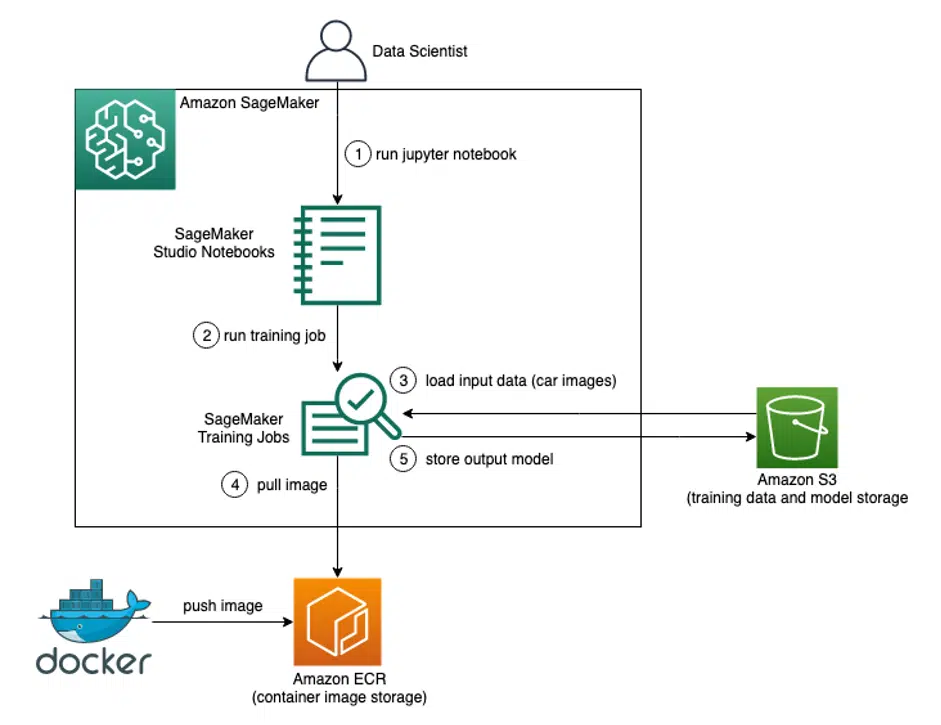 Data Scientist
Amazon SageMaker
1 run jupyter notebook
SageMaker
Studio Notebooks
2 run training job
3 load input data (car images)
SageMaker
Training Jobs
5 store output model
4 pull image
Amazon S3
(training data and model storage
push image
docker
Amazon ECR
(container image storage)